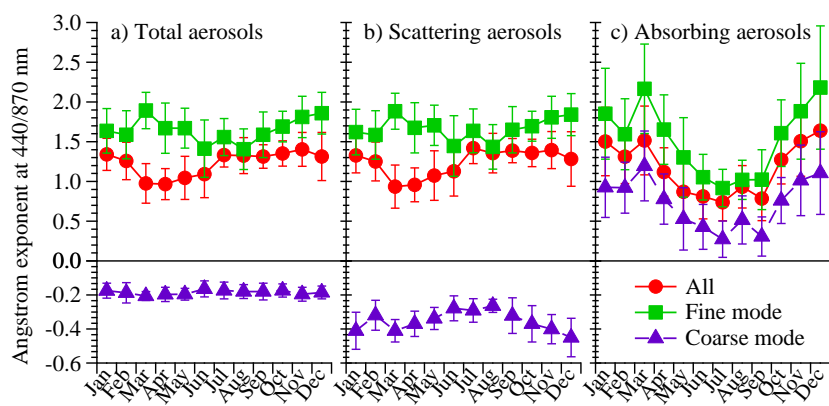 a) Total aerosols
b) Scattering aerosols
c) Absorbing aerosols
Angstrom exponent at 440/870 nm
3.0
2.5
2.0
1.5
1.0
0.5
0.0
-0.2
-0.4
-0.6
All
Fine mode
Coarse mode
Jan Feb Mar Apr May Jun Jul Aug Sep Oct Nov Dec
Jan Feb Mar Apr May Jun Jul Aug Sep Oct Nov Dec
Jan Feb Mar Apr May Jun Jul Aug Sep Oct Nov Dec